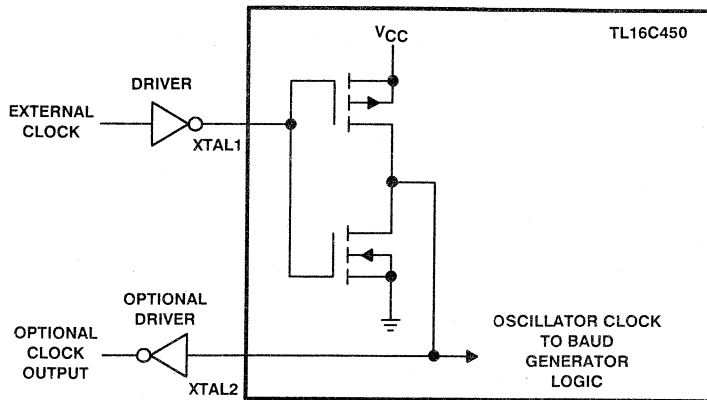 TL16C450
VCC
DRIVER
EXTERNAL
CLOCK
XTAL1
OPTIONAL
DRIVER
OPTIONAL
CLOCK
OUTPUT
XTAL2
OSCILLATOR CLOCK
TO BAUD
GENERATOR
LOGIC